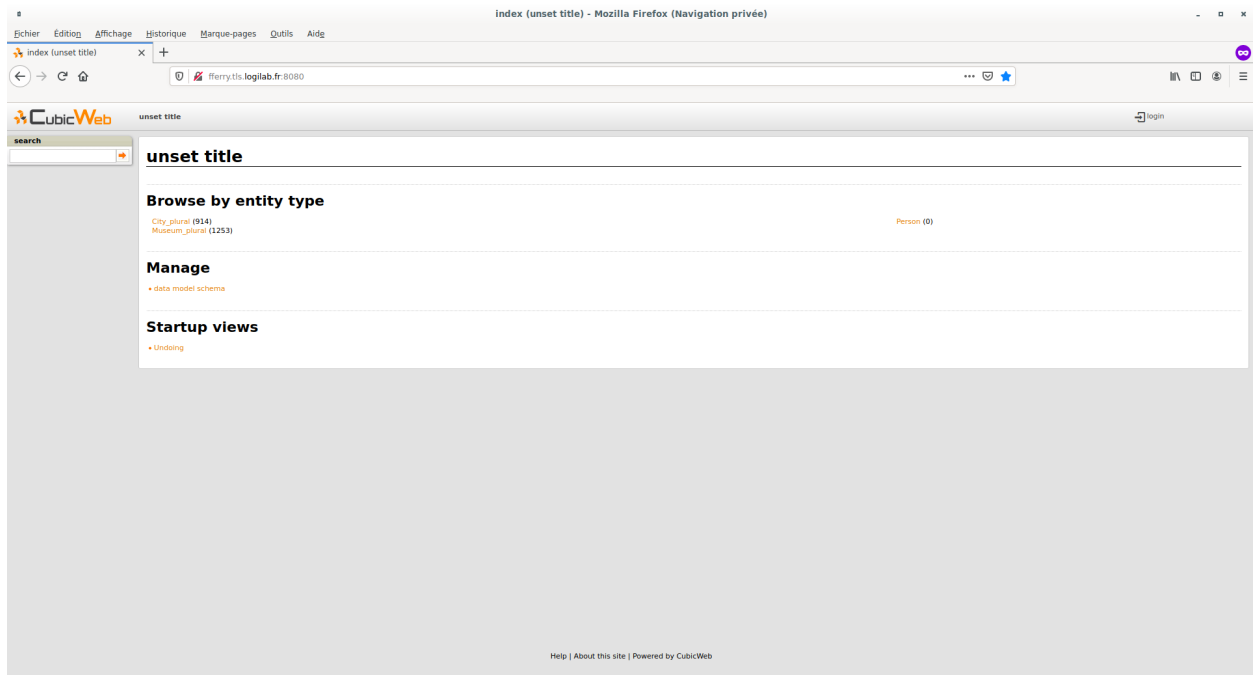 index (unset title) - Mozilla Firefox (Navigation privée)
Fichier Édition Affichage Historique Marque-pages Outils Aide
index (unset title)
fferry.tls.logilab.fr:8080
CubicWeb unset title login
search
unset title
Browse by entity type
City_plural (914) Person (0)
Museum_plural (1253)
Manage
• data model schema
Startup views
• Undoing
Help | About this site | Powered by CubicWeb